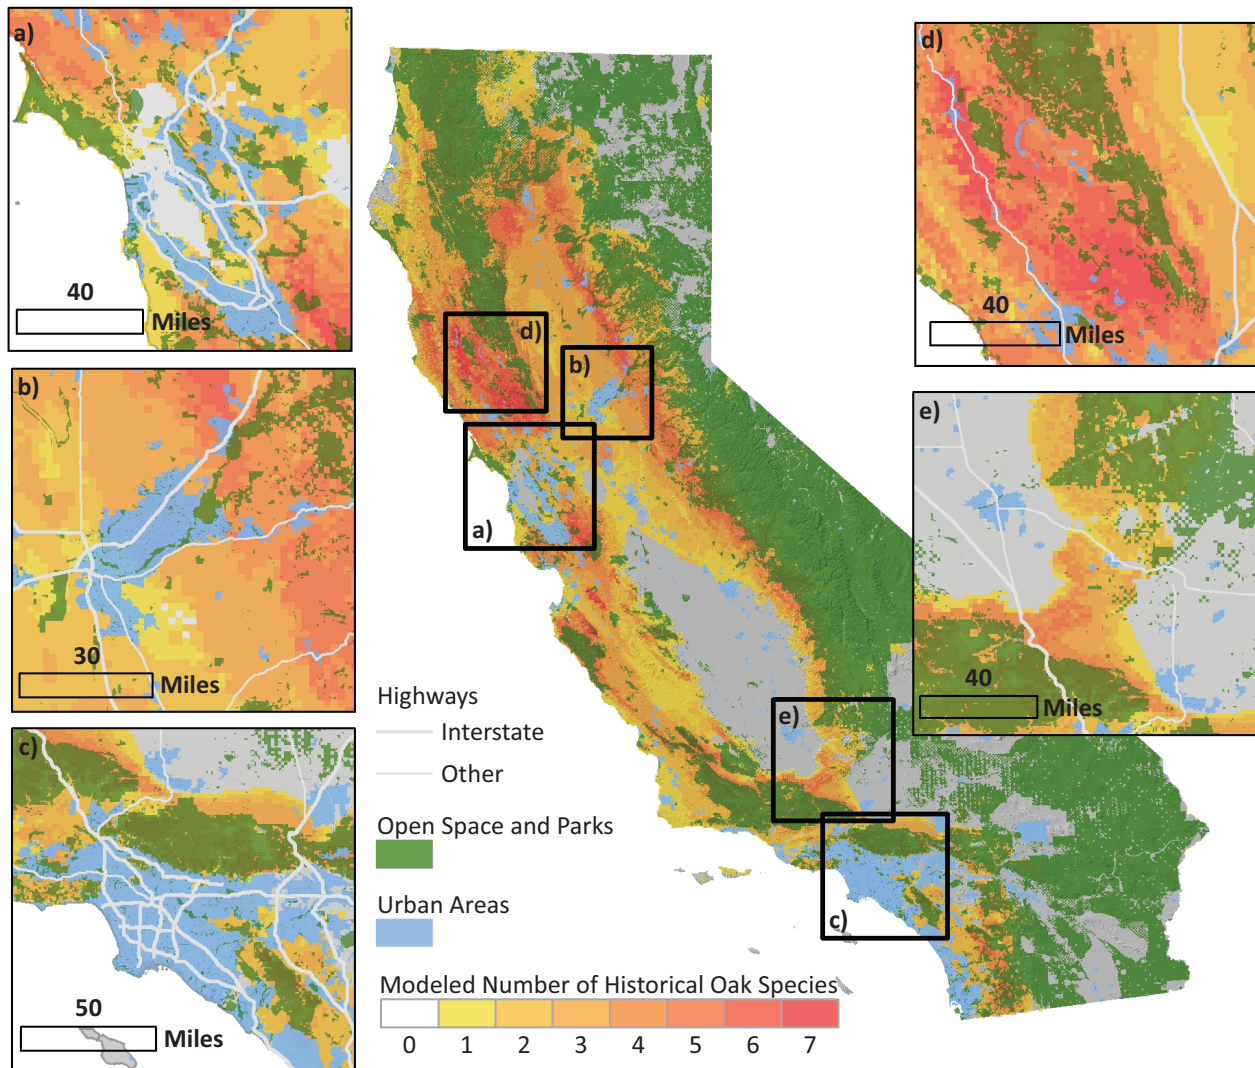 a)
40
Miles
b)
30
Miles
c)
50
Miles
d)
b)
a)
e)
c)
Highways
Interstate
Other
Open Space and Parks
Urban Areas
Modeled Number of Historical Oak Species
0 1 2 3 4 5 6 7
d)
40
Miles
e)
40
Miles